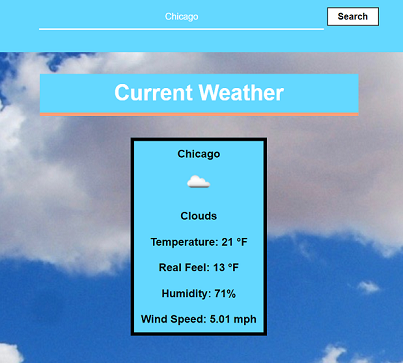 Chicago
Search
Current Weather
Chicago
Clouds
Temperature: 21 °F
Real Feel: 13 °F
Humidity: 71%
Wind Speed: 5.01 mph